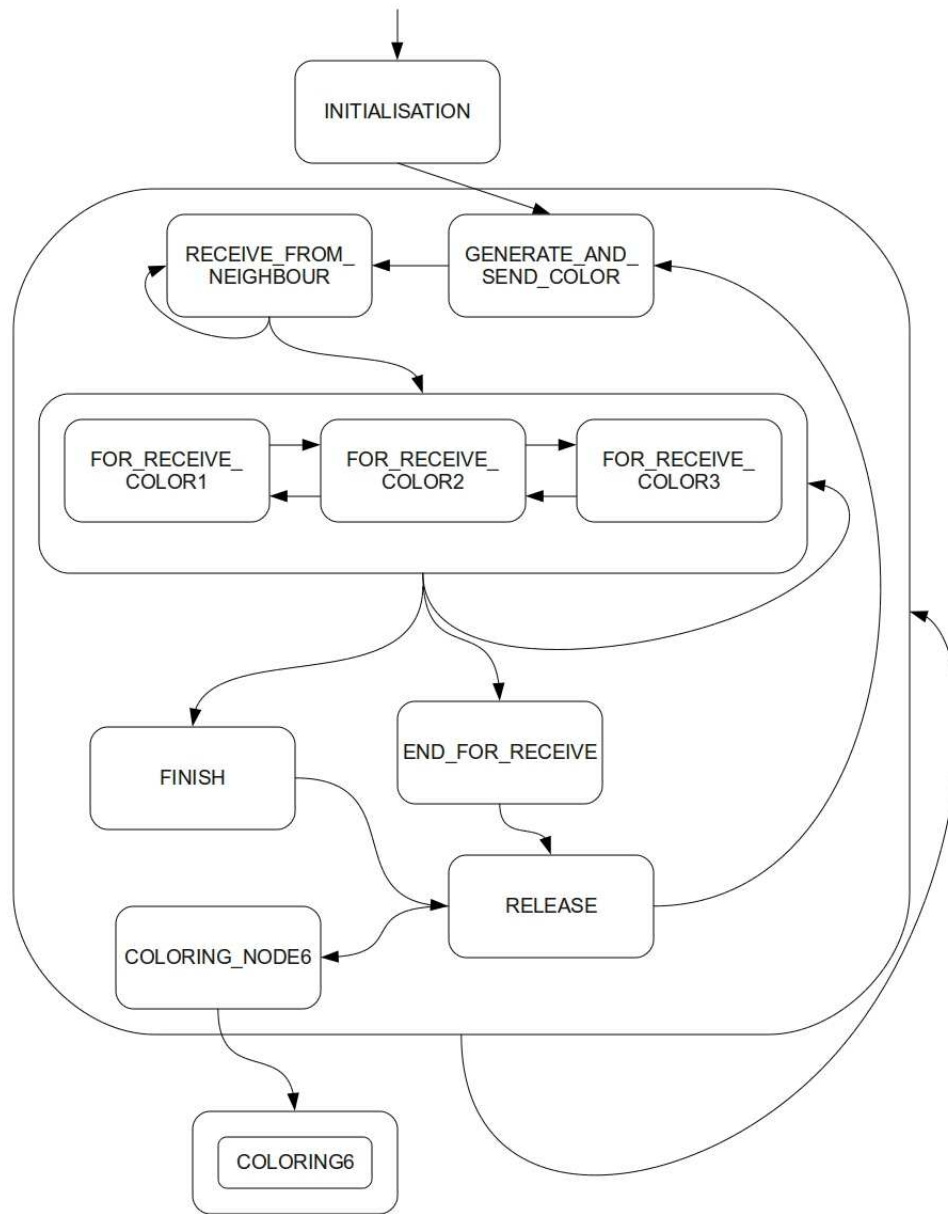 INITIALISATION
RECEIVE_FROM_
NEIGHBOUR
GENERATE_AND_
SEND_COLOR
FOR_RECEIVE_
COLOR1
FOR_RECEIVE_
COLOR2
FOR_RECEIVE_
COLOR3
FINISH
END_FOR_RECEIVE
RELEASE
COLORING_NODE6
COLORING6